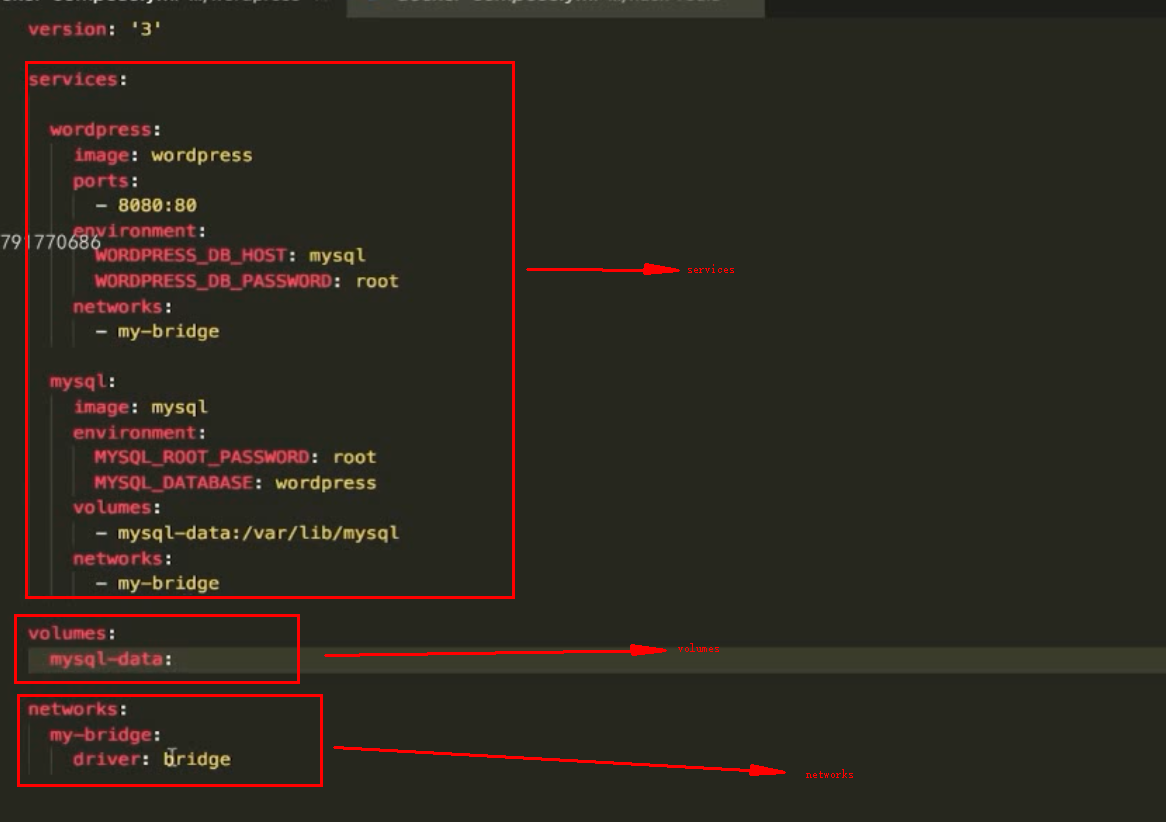 version: '3'
services:
wordpress:
image: wordpress
ports:
- 8080:80
environment:
791770686
WORDPRESS_DB_HOST: mysql
services
WORDPRESS_DB_PASSWORD: root
networks:
- my-bridge
mysql:
image: mysql
environment:
MYSQL_ROOT_PASSWORD: root
MYSQL_DATABASE: wordpress
volumes:
- mysql-data:/var/lib/mysql
networks:
- my-bridge
volumes:
volumes
mysql-data:
networks:
my-bridge:
driver: bridge
networks